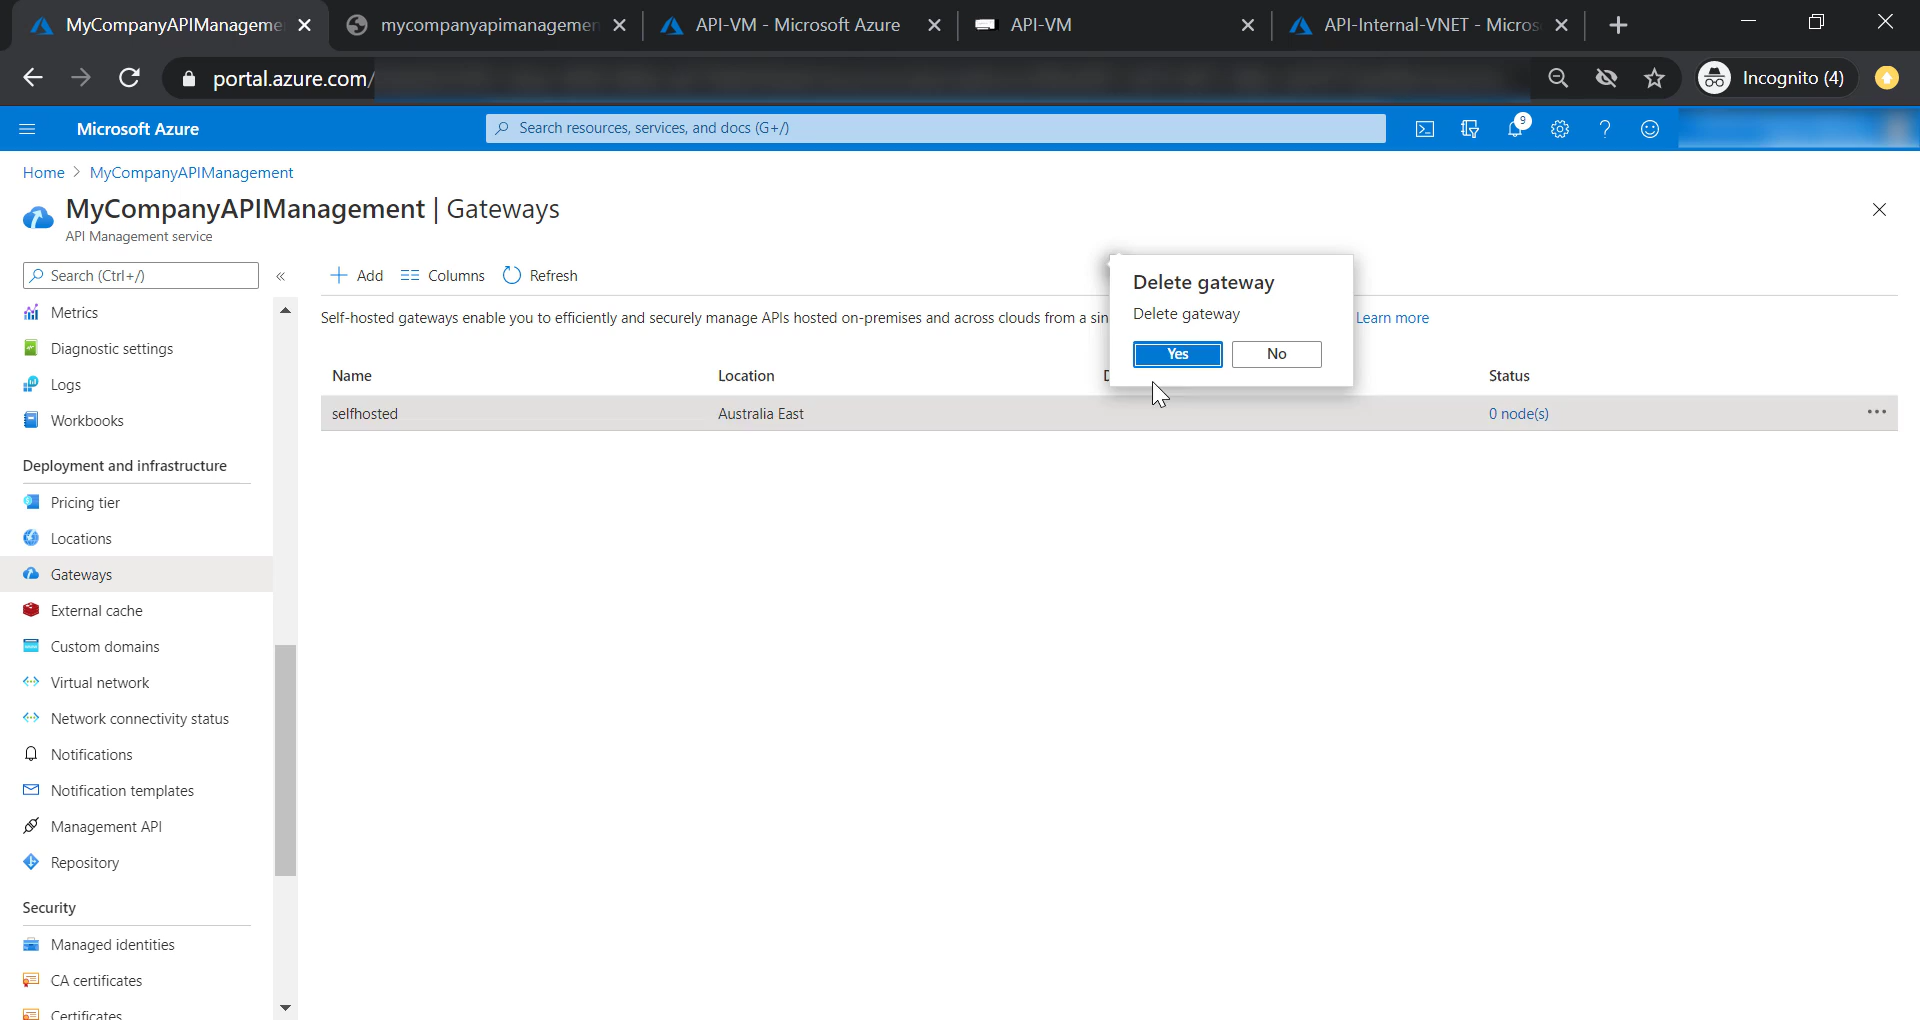 MyCompanyAPIManageme
mycompanyapimanagemen
API-VM - Microsoft Azure
API-VM
API-Internal-VNET - Micros
portal.azure.com/
Incognito (4)
Microsoft Azure
Search resources, services, and docs (G+/)
9
Home > MyCompanyAPIManagement
MyCompanyAPIManagement | Gateways
API Management service
Search (Ctrl+/)
«
Add
Columns
Refresh
Self-hosted gateways enable you to efficiently and securely manage APIs hosted on-premises and across clouds from a sin
Learn more
Delete gateway
Delete gateway
Yes
No
Name
Location
Status
selfhosted
Australia East
0 node(s)
Metrics
Diagnostic settings
Logs
Workbooks
Deployment and infrastructure
Pricing tier
Locations
Gateways
External cache
Custom domains
Virtual network
Network connectivity status
Notifications
Notification templates
Management API
Repository
Security
Managed identities
CA certificates
Certificates